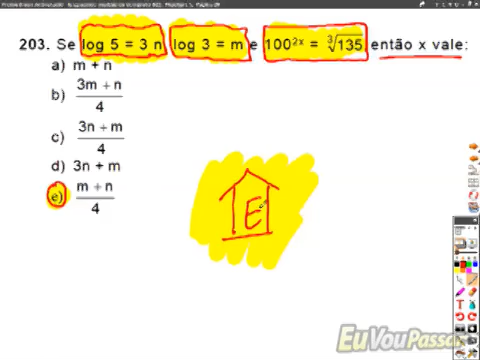 203. Se log 5 = 3 n log 3 = m e 100^2x = ∛135 então x vale:
a) m + n
b) (3m + n)/4
c) (3n + m)/4
d) 3n + m
e) (m + n)/4
E
EuVouPassar